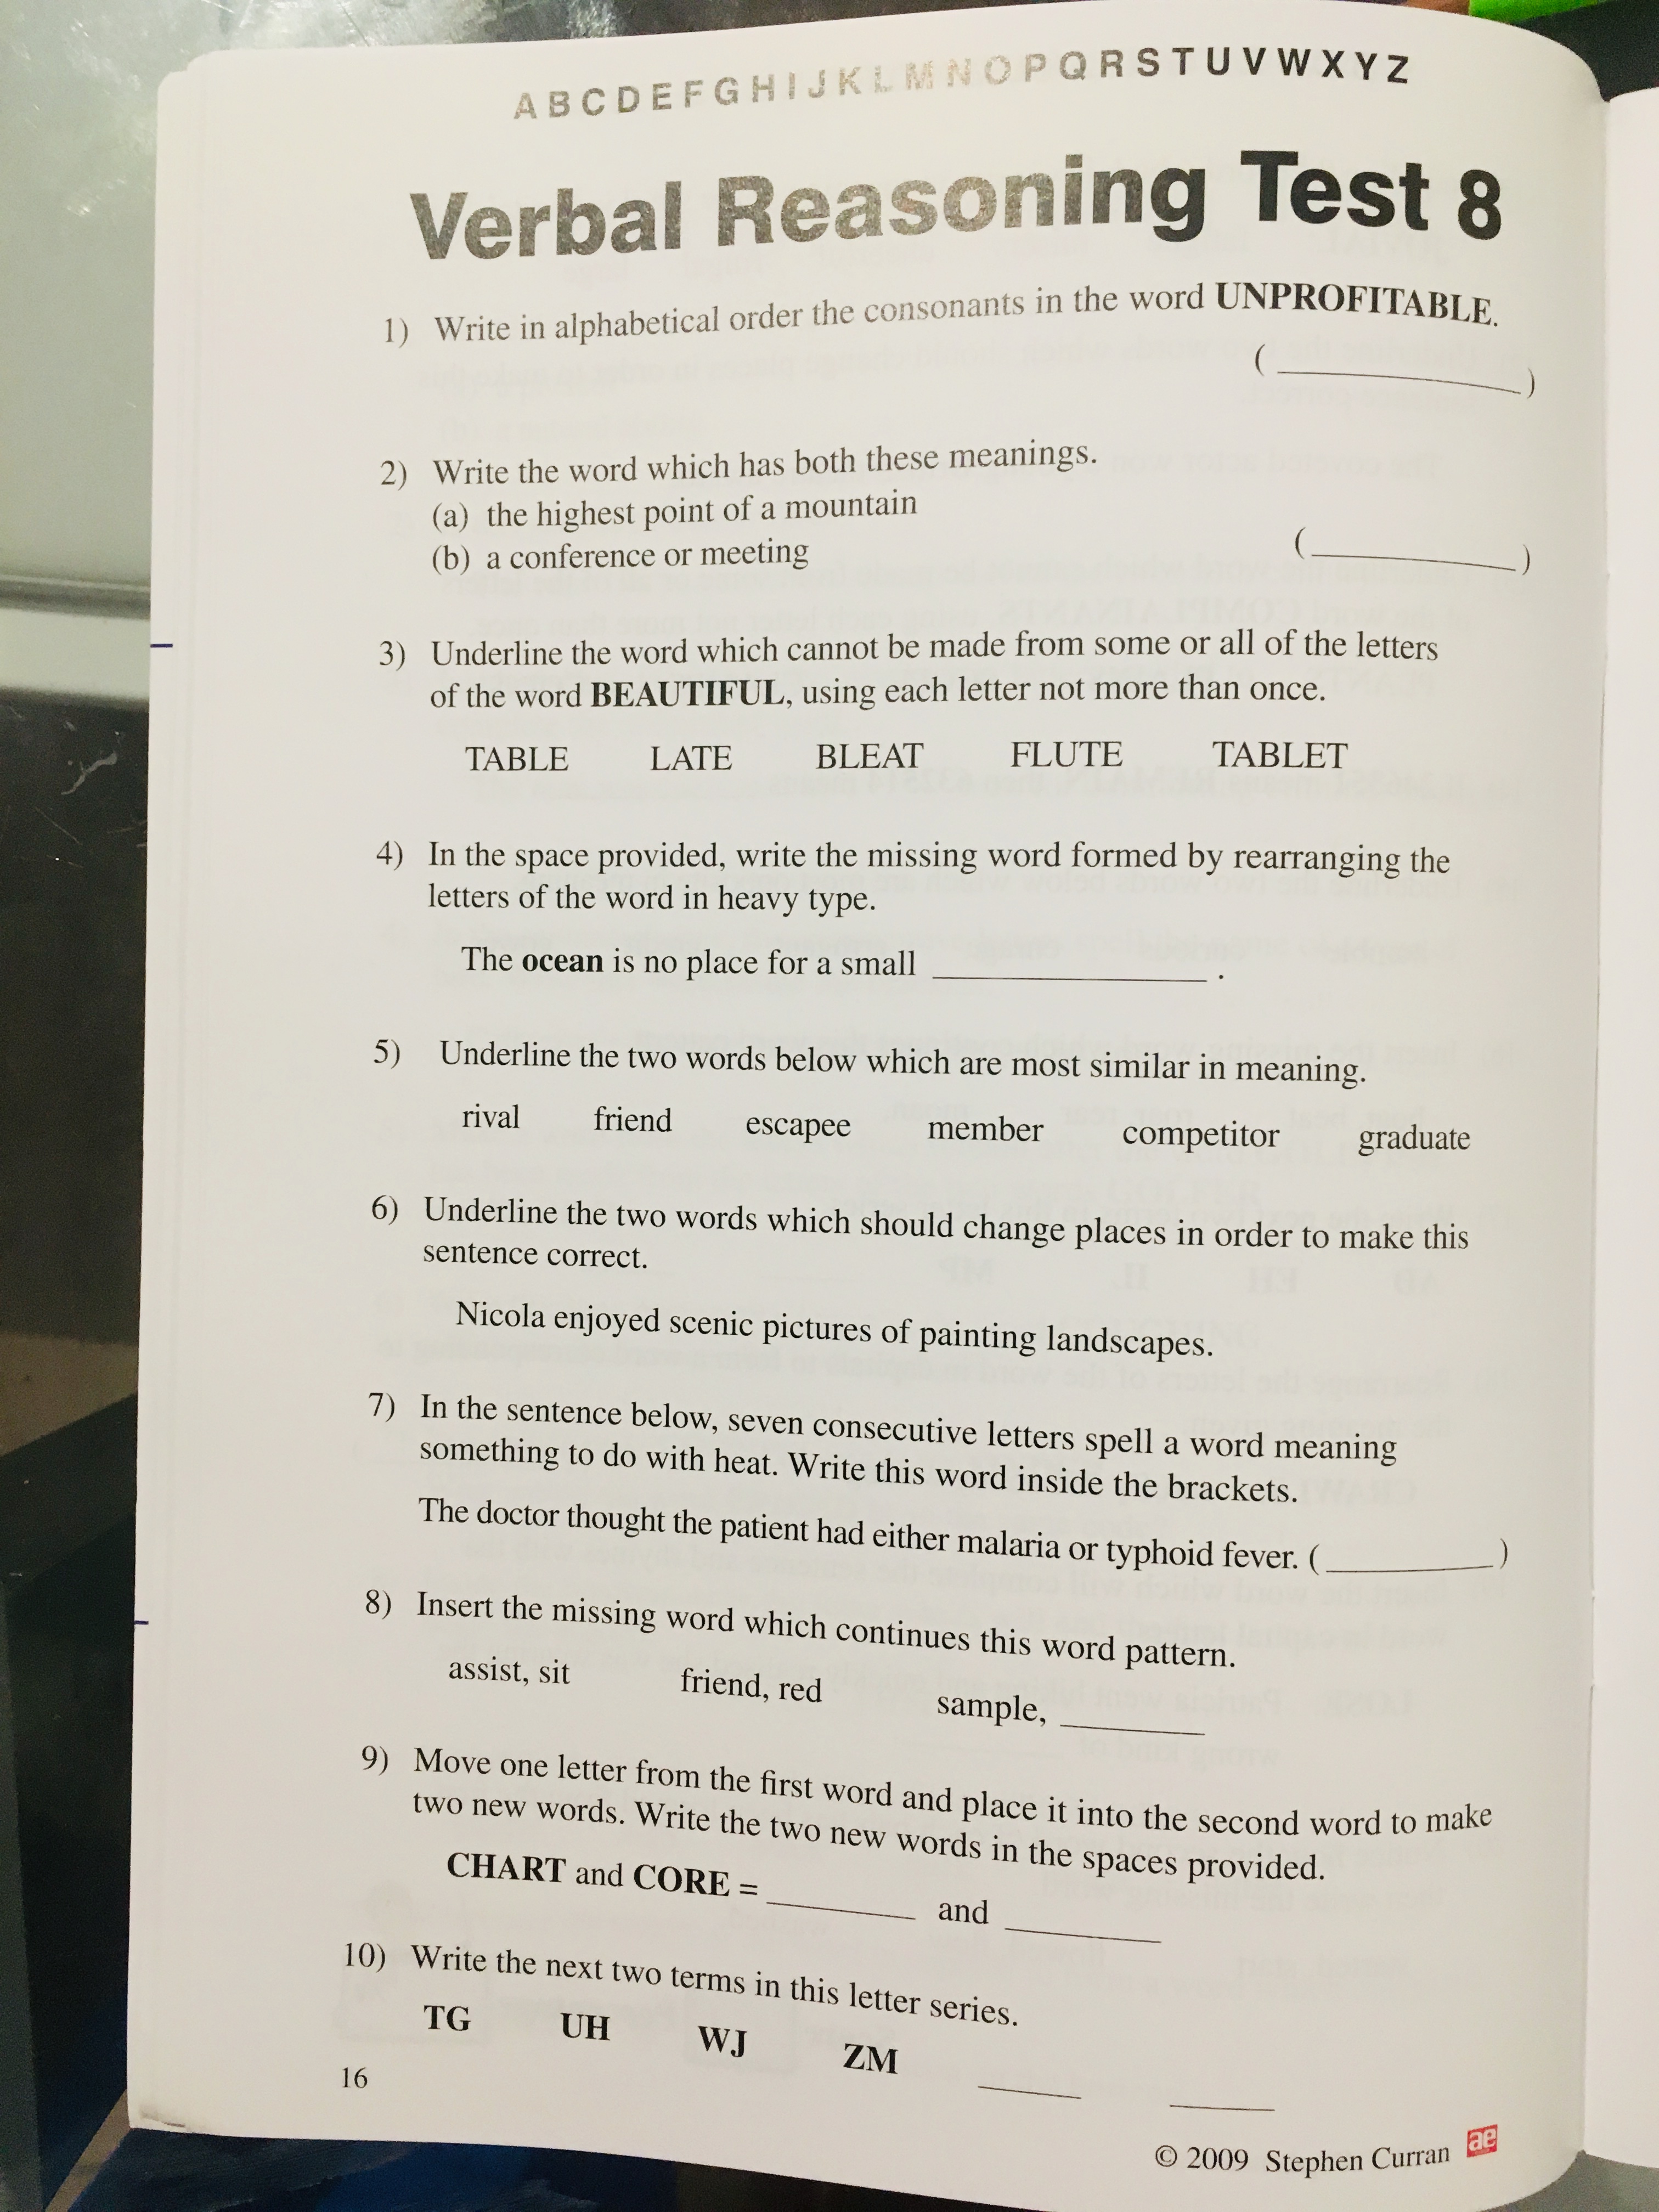 A B C D E F G H I J K L M N O P Q R S T U V W X Y Z
Verbal Reasoning Test 8
1) Write in alphabetical order the consonants in the word UNPROFITABLE.
( __________ )
2) Write the word which has both these meanings.
(a) the highest point of a mountain
(b) a conference or meeting ( __________ )
3) Underline the word which cannot be made from some or all of the letters
of the word BEAUTIFUL, using each letter not more than once.
TABLE LATE BLEAT FLUTE TABLET
4) In the space provided, write the missing word formed by rearranging the
letters of the word in heavy type.
The ocean is no place for a small __________ .
5) Underline the two words below which are most similar in meaning.
rival friend escapee member competitor graduate
6) Underline the two words which should change places in order to make this
sentence correct.
Nicola enjoyed scenic pictures of painting landscapes.
7) In the sentence below, seven consecutive letters spell a word meaning
something to do with heat. Write this word inside the brackets.
The doctor thought the patient had either malaria or typhoid fever. ( __________ )
8) Insert the missing word which continues this word pattern.
assist, sit friend, red sample, __________
9) Move one letter from the first word and place it into the second word to make
two new words. Write the two new words in the spaces provided.
CHART and CORE = __________ and __________
10) Write the next two terms in this letter series.
TG UH WJ ZM _____ _____
16
© 2009 Stephen Curran ae